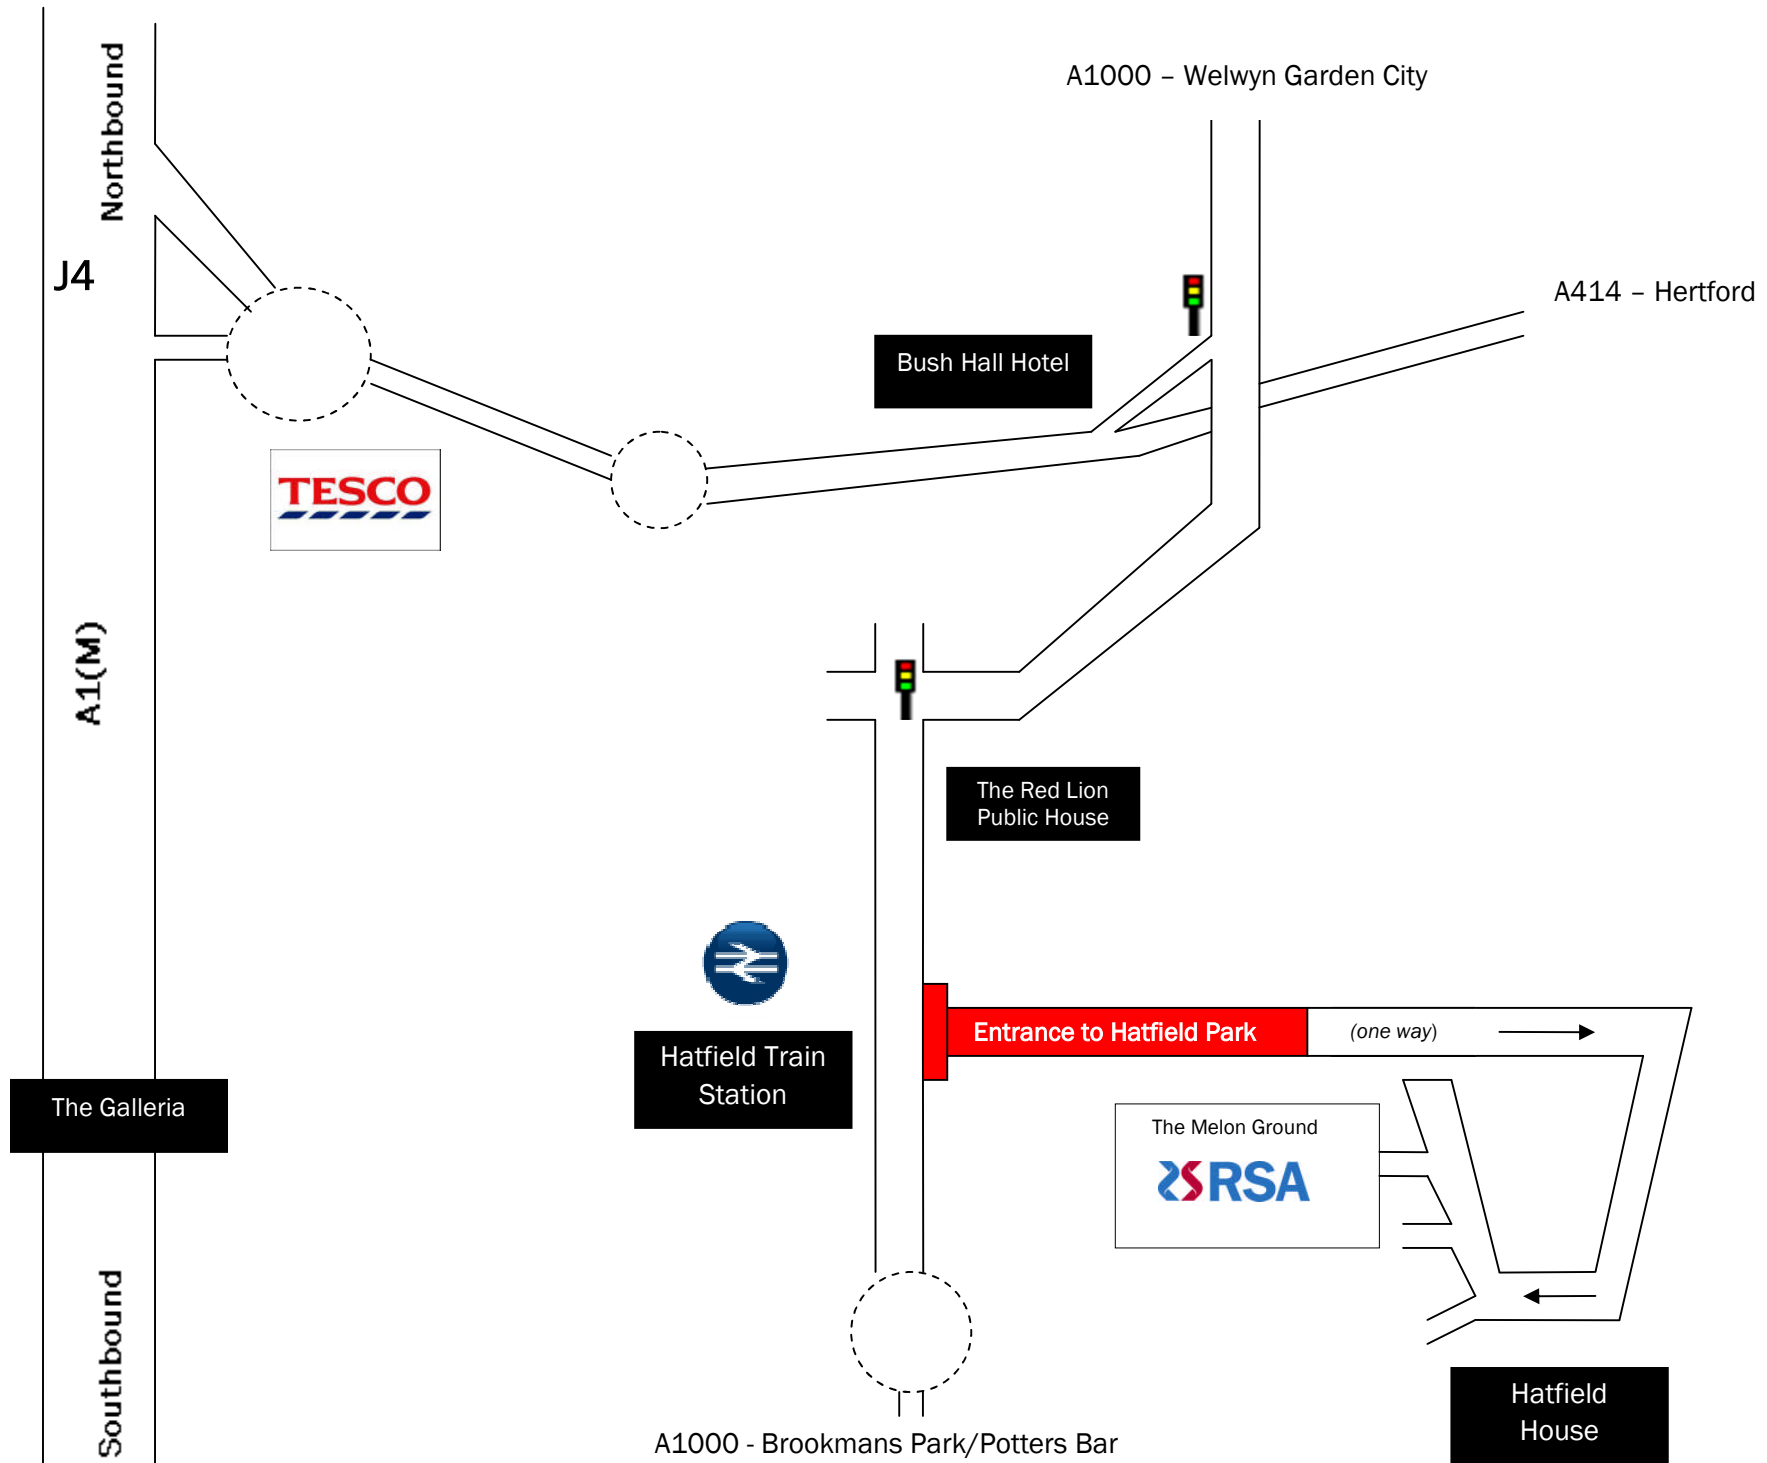 Northbound
A1000 – Welwyn Garden City
J4
A414 – Hertford
Bush Hall Hotel
TESCO
A1(M)
The Red Lion
Public House
Entrance to Hatfield Park
(one way)
Hatfield Train
Station
The Galleria
The Melon Ground
RSA
Southbound
Hatfield
House
A1000 - Brookmans Park/Potters Bar